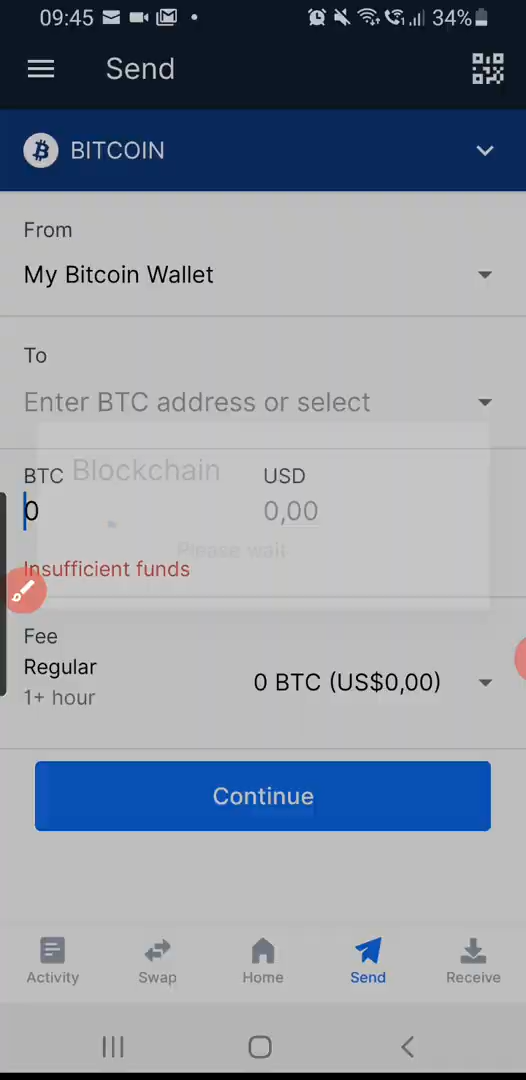 09:45
34%
Send
BITCOIN
From
My Bitcoin Wallet
To
Enter BTC address or select
Blockchain
BTC USD
0 0,00
Please wait
Insufficient funds
Fee
Regular
1+ hour
0 BTC (US$0,00)
Continue
Activity Swap Home Send Receive